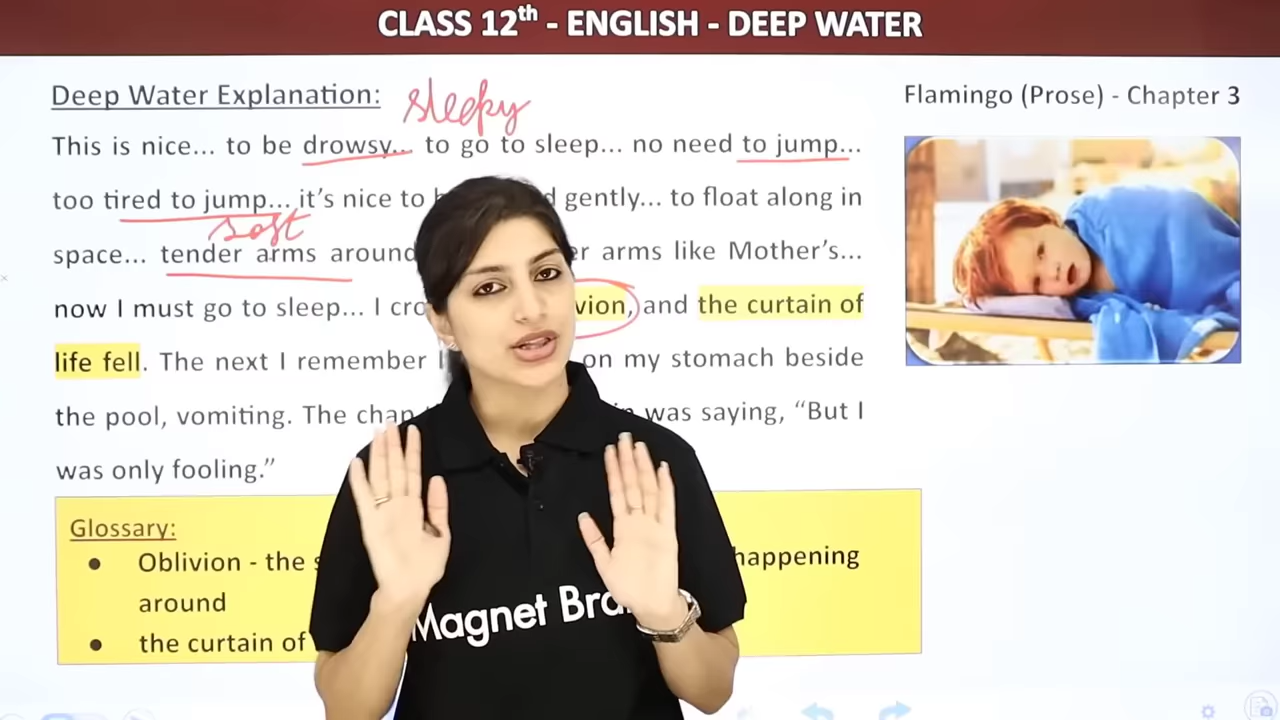 CLASS 12th - ENGLISH - DEEP WATER
Deep Water Explanation:
sleepy
Flamingo (Prose) - Chapter 3
This is nice... to be drowsy... to go to sleep... no need to jump...
too tired to jump... it's nice to gently... to float along in
soft
space... tender arms around arms like Mother's...
now I must go to sleep... I and the curtain of
life fell. The next I remember on my stomach beside
the pool, vomiting. The was saying, “But I
was only fooling.”
Glossary:
● Oblivion - the happening
around
● the curtain of
Magnet